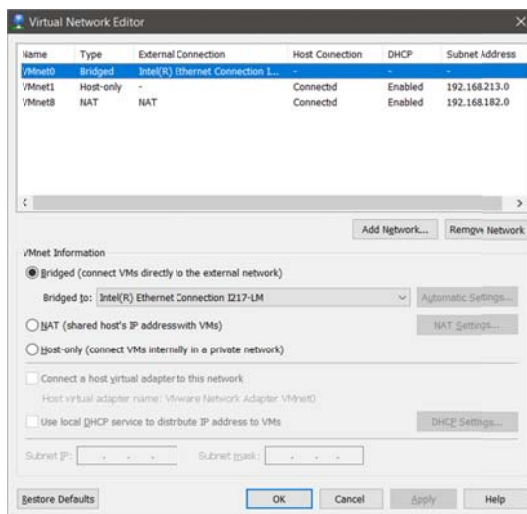 Virtual Network Editor
Name Type External Connection Host Connection DHCP Subnet Address
VMnet0 Bridged Intel(R) Ethernet Connection I... - - -
VMnet1 Host-only - Connected Enabled 192.168.213.0
VMnet8 NAT NAT Connected Enabled 192.168.182.0
Add Network... Remove Network
VMnet Information
Bridged (connect VMs directly to the external network)
Bridged to: Intel(R) Ethernet Connection I217-LM Automatic Settings...
NAT (shared host's IP address with VMs) NAT Settings...
Host-only (connect VMs internally in a private network)
Connect a host virtual adapter to this network
Host virtual adapter name: VMware Network Adapter VMnet0
Use local DHCP service to distribute IP address to VMs DHCP Settings...
Subnet IP: . . . Subnet mask: . . .
Restore Defaults OK Cancel Apply Help